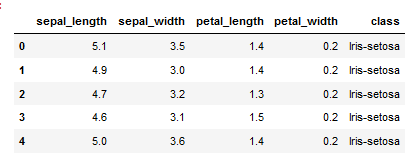 sepal_length sepal_width petal_length petal_width class
0 5.1 3.5 1.4 0.2 Iris-setosa
1 4.9 3.0 1.4 0.2 Iris-setosa
2 4.7 3.2 1.3 0.2 Iris-setosa
3 4.6 3.1 1.5 0.2 Iris-setosa
4 5.0 3.6 1.4 0.2 Iris-setosa